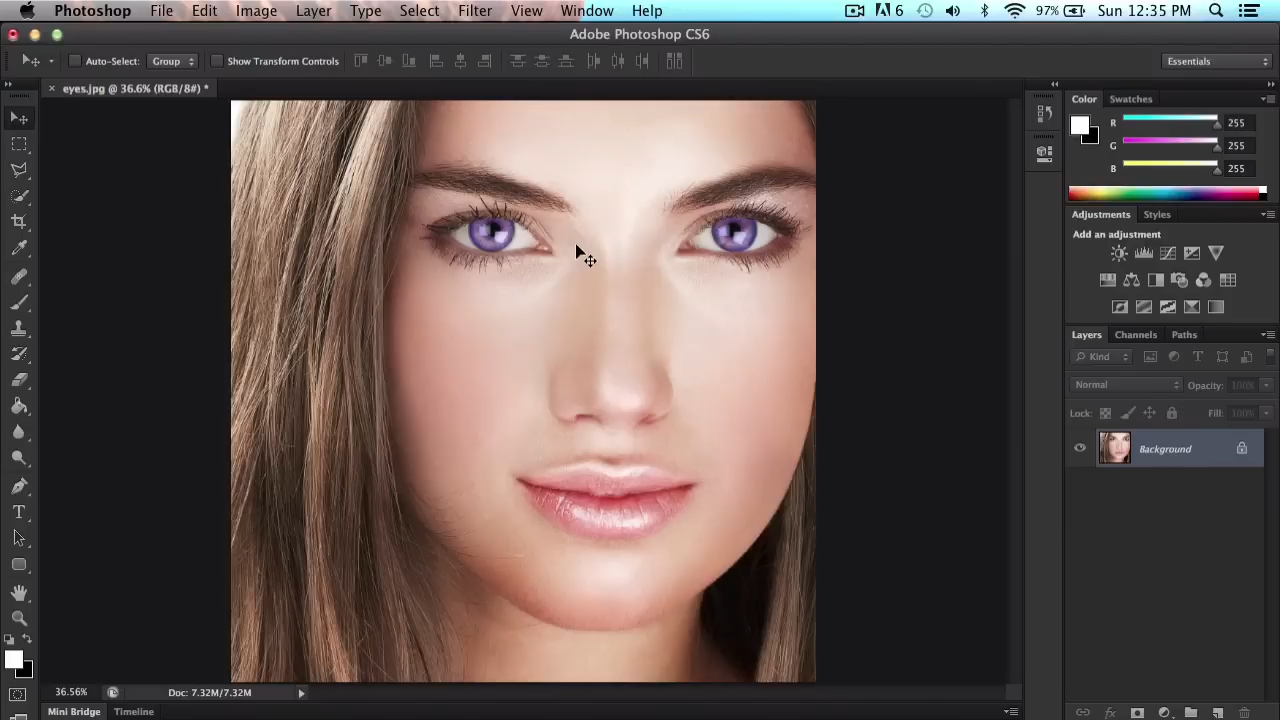 Photoshop File Edit Image Layer Type Select Filter View Window Help 6 97% Sun 12:35 PM
Adobe Photoshop CS6
Auto-Select: Group Show Transform Controls Essentials
× eyes.jpg @ 36.6% (RGB/8#) *
Color Swatches
R 255
G 255
B 255
Adjustments Styles
Add an adjustment
Layers Channels Paths
Kind
Normal Opacity: 100%
Lock: Fill: 100%
Background
T
36.56% Doc: 7.32M/7.32M
Mini Bridge Timeline